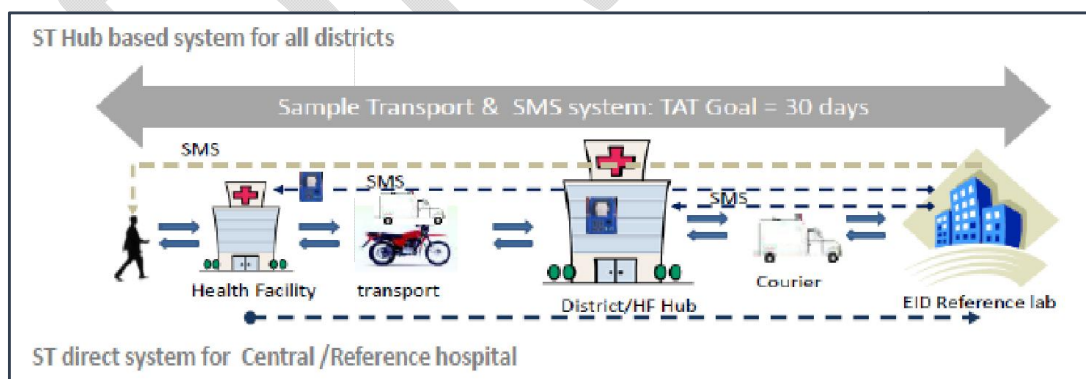 ST Hub based system for all districts
Sample Transport & SMS system: TAT Goal = 30 days
SMS
SMS
SMS
Health Facility
transport
District/HF Hub
Courier
EID Reference lab
ST direct system for Central /Reference hospital